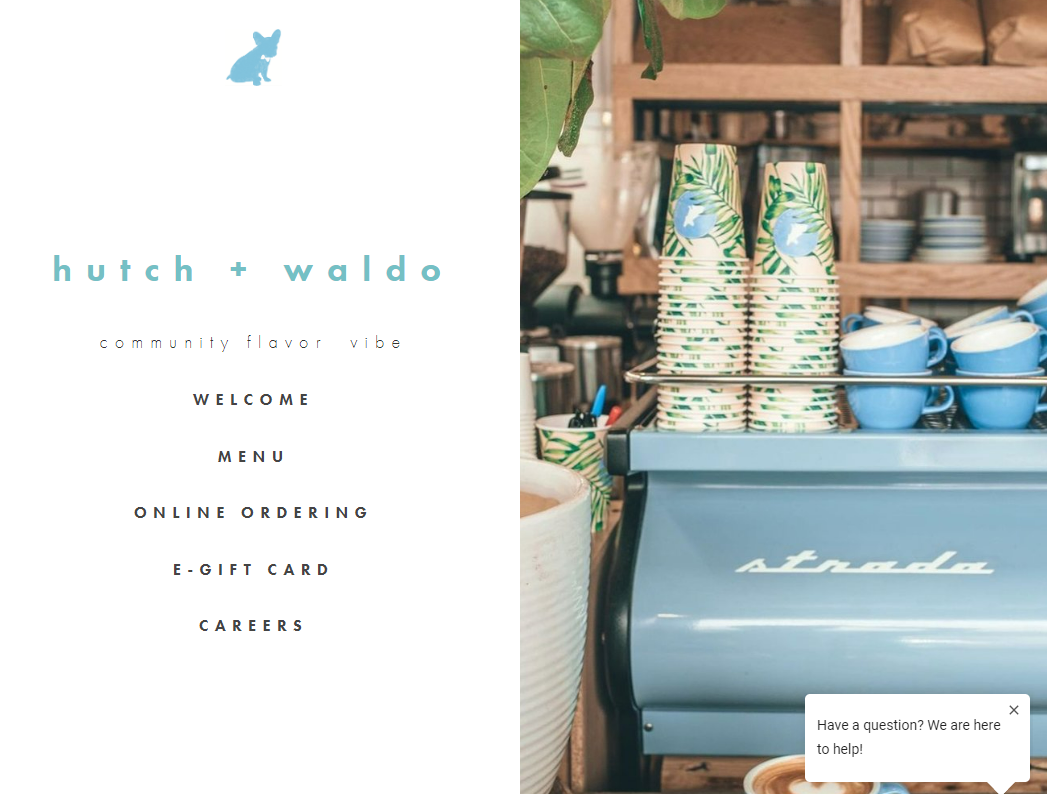 hutch + waldo
community flavor vibe
WELCOME
MENU
ONLINE ORDERING
E-GIFT CARD
CAREERS
strada
Have a question? We are here
to help!